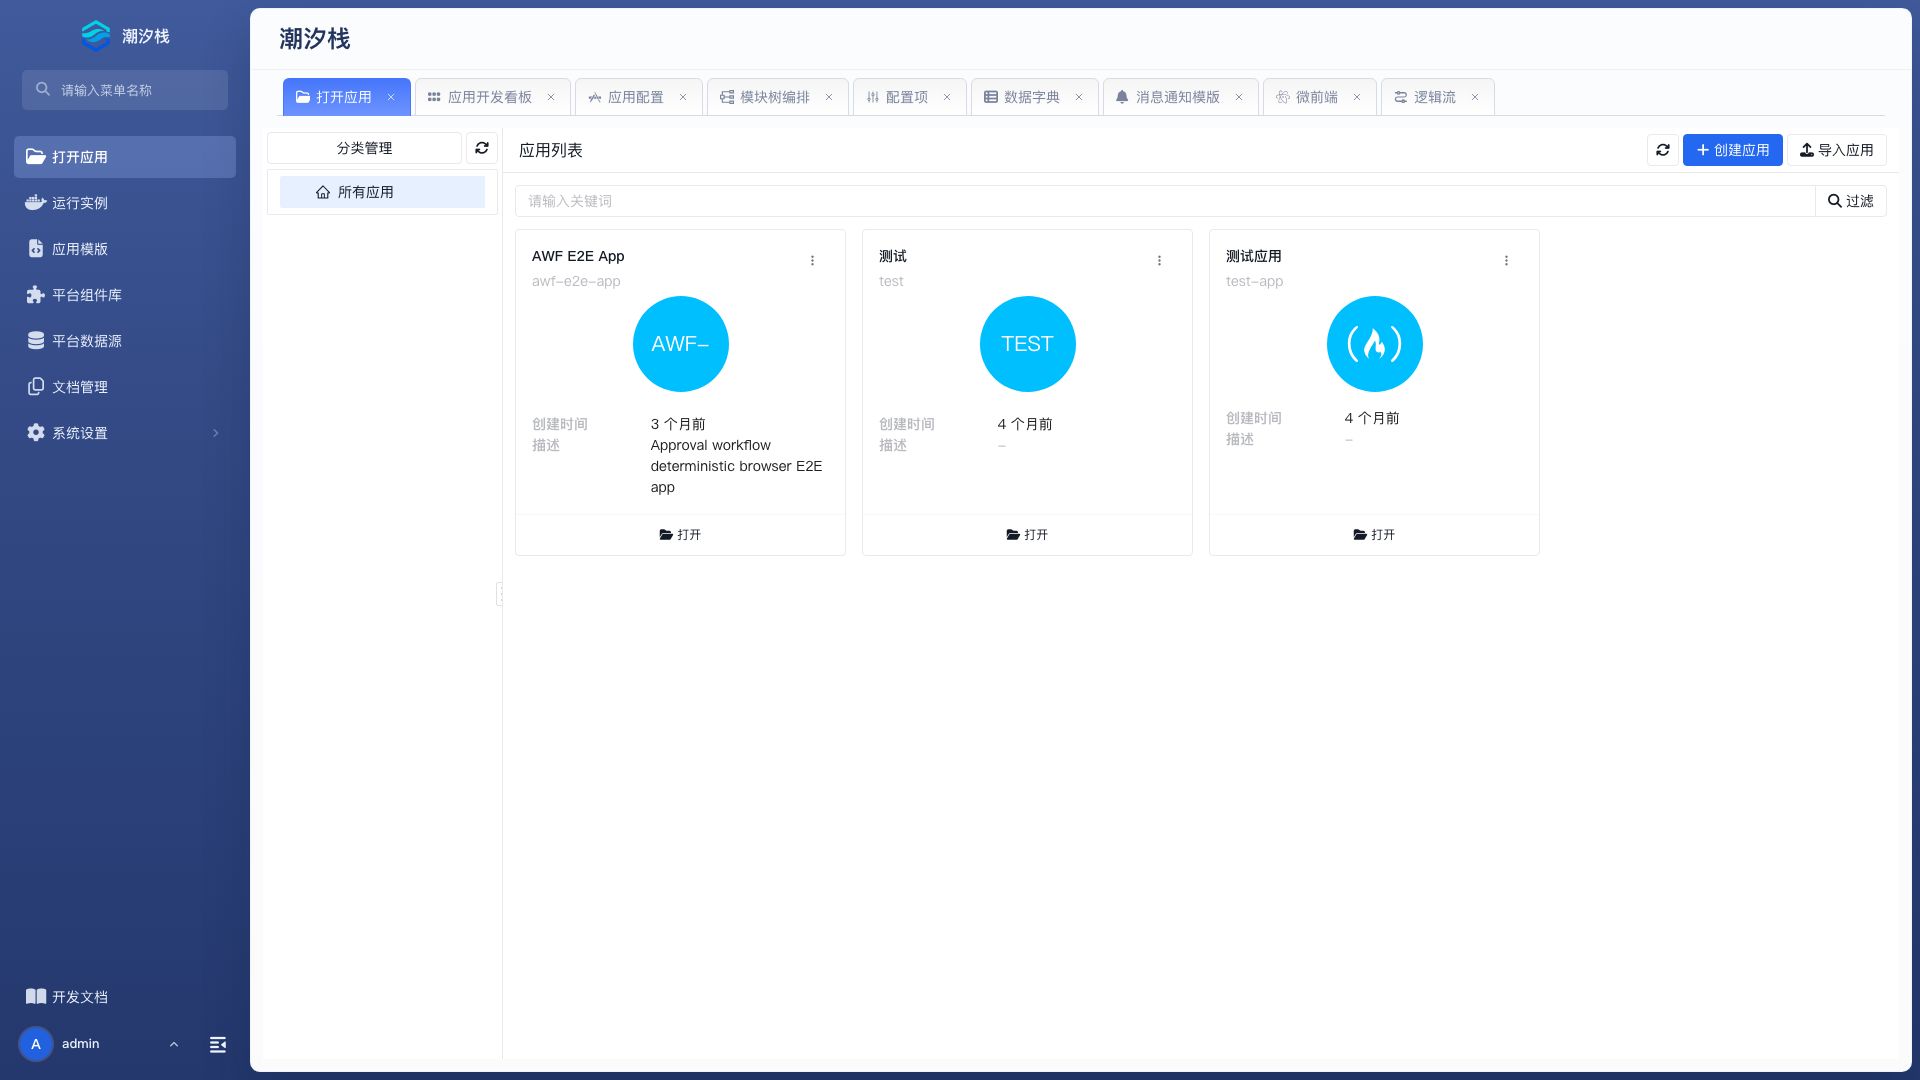 潮汐栈
请输入菜单名称
打开应用
运行实例
应用模版
平台组件库
平台数据源
文档管理
系统设置
开发文档
A admin
潮汐栈
打开应用 应用开发看板 应用配置 模块树编排 配置项 数据字典 消息通知模版 微前端 逻辑流
分类管理
所有应用
应用列表 创建应用 导入应用
请输入关键词 过滤
AWF E2E App
awf-e2e-app
AWF-
创建时间 3 个月前
描述 Approval workflow
deterministic browser E2E
app
打开
测试
test
TEST
创建时间 4 个月前
描述 -
打开
测试应用
test-app
创建时间 4 个月前
描述 -
打开